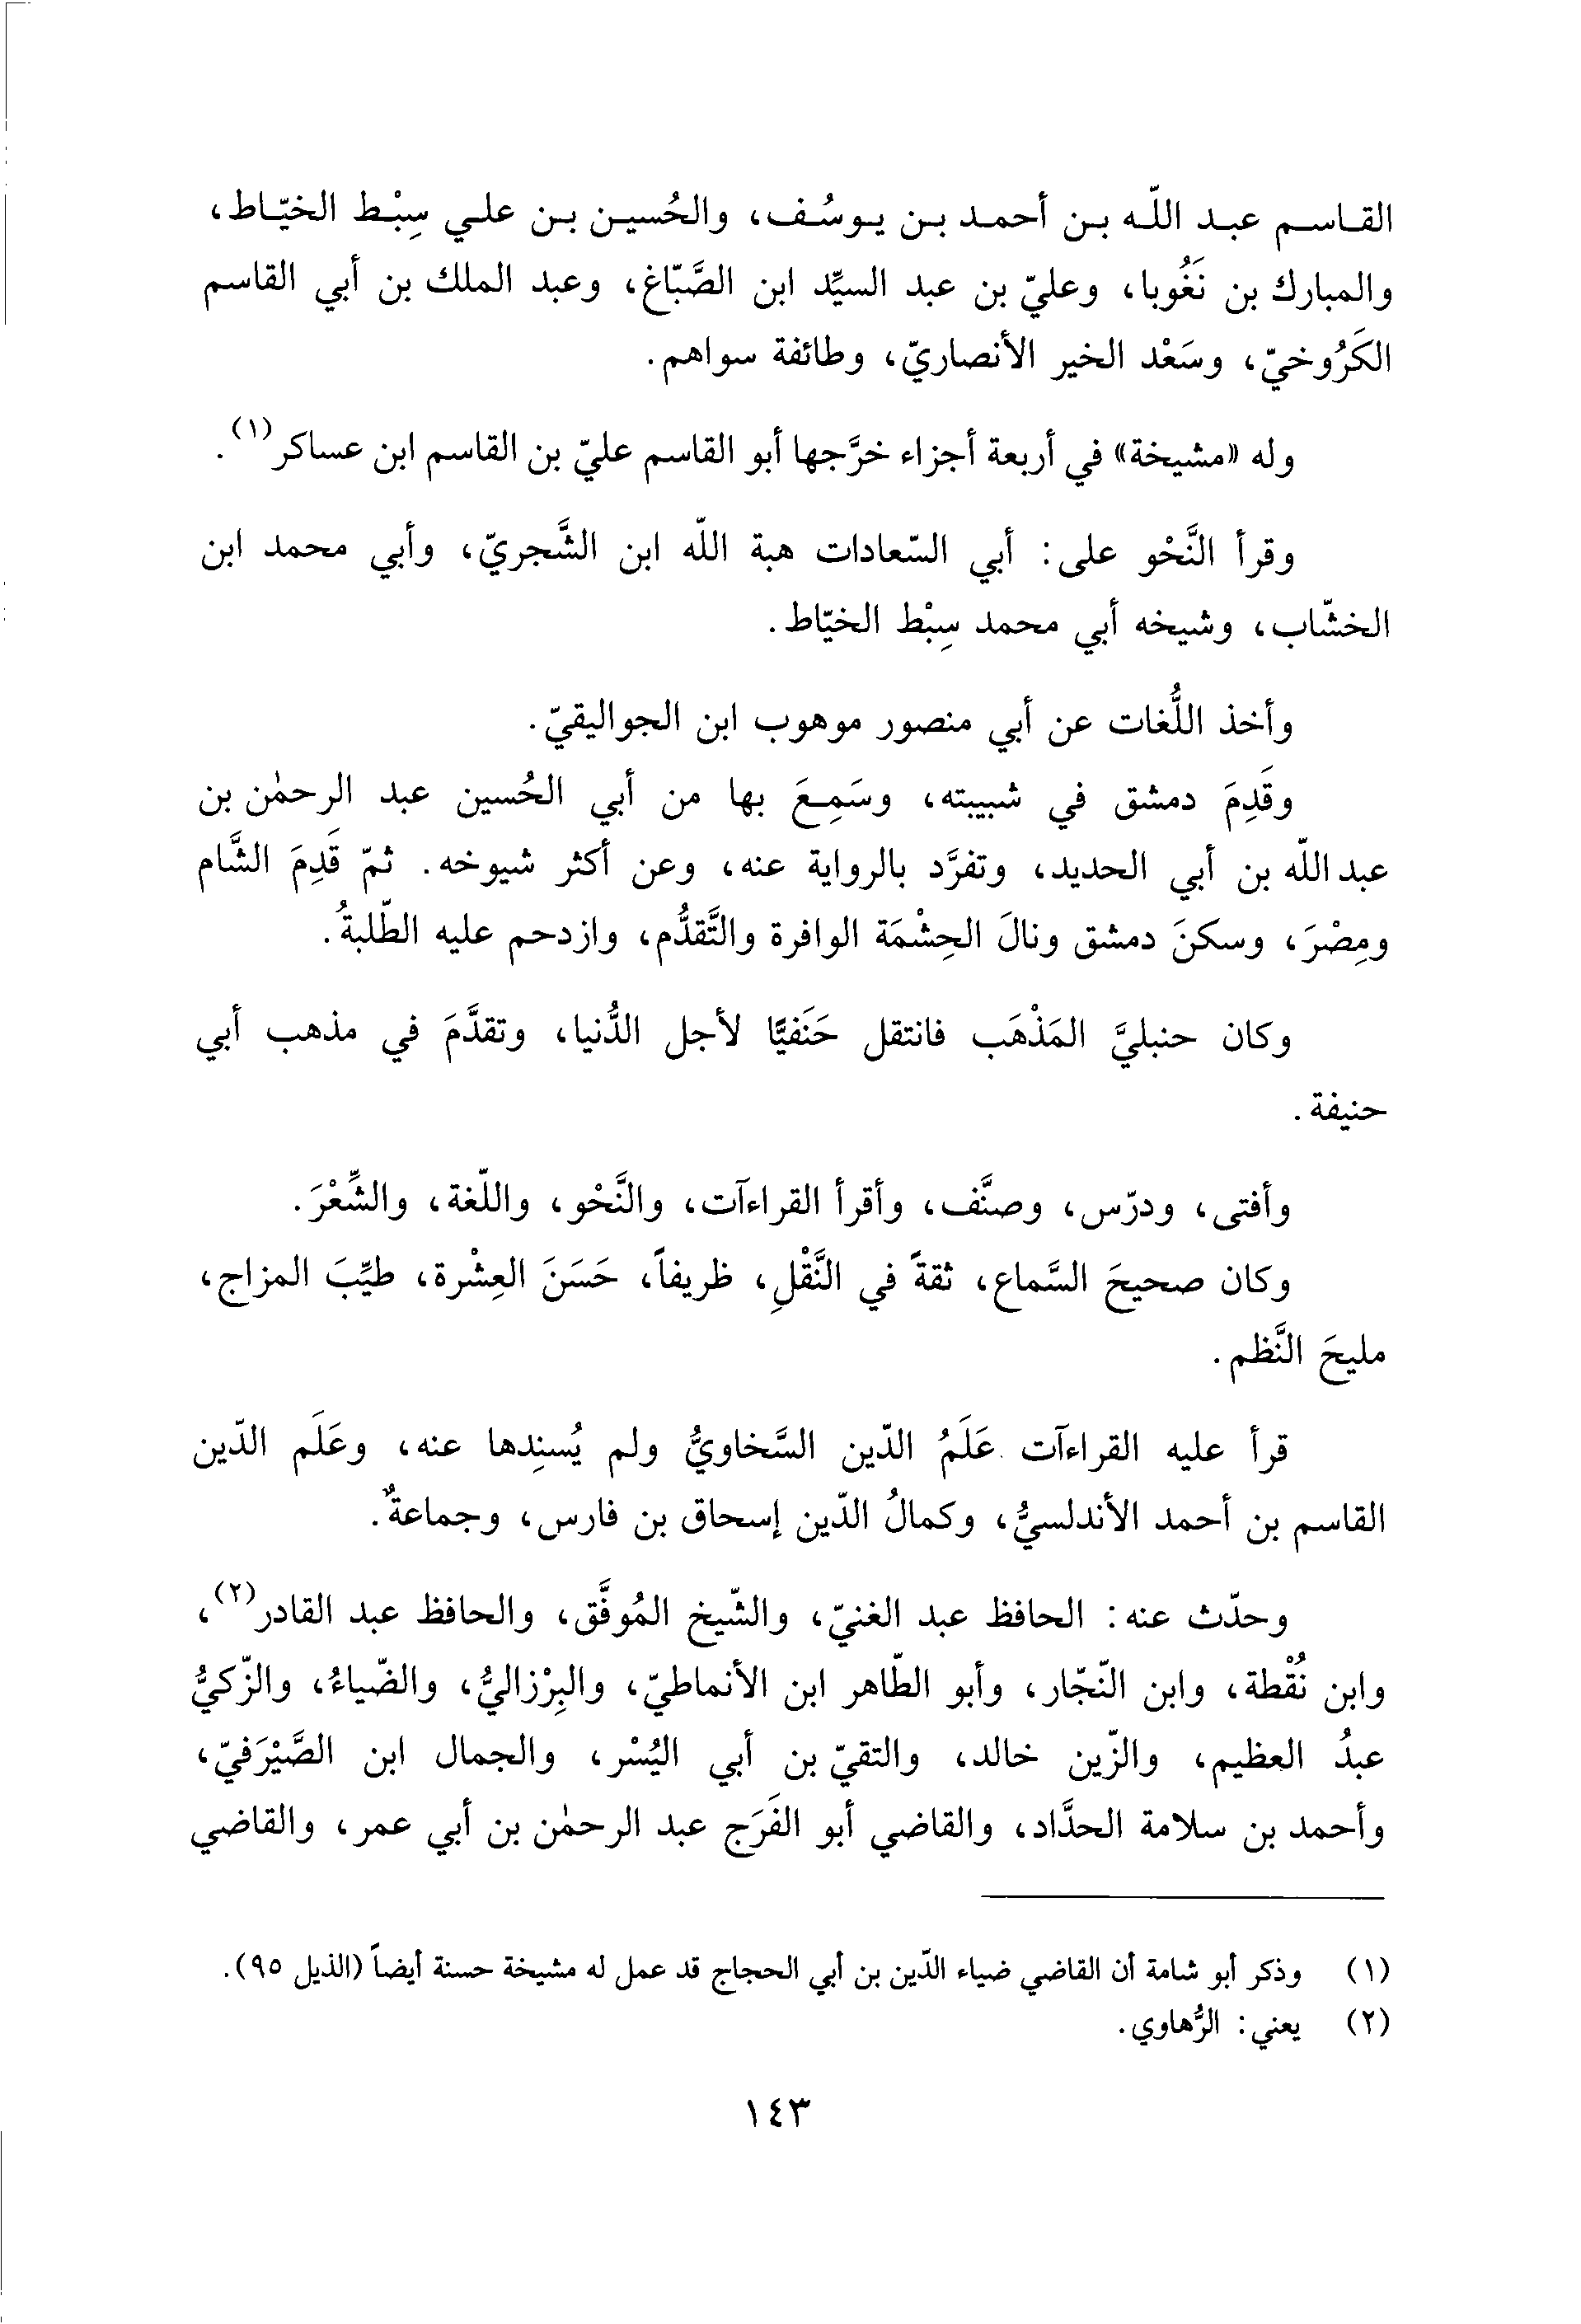 القاسم عبد اللّه بن أحمد بن يوسُف، والحُسين بن علي سِبْط الخيّاط،
والمبارك بن نَغُوبا، وعليّ بن عبد السيِّد ابن الصَّبّاغ، وعبد الملك بن أبي القاسم
الكَرُوخيّ، وسَعْد الخير الأنصاريّ، وطائفة سواهم.
وله «مشيخة» في أربعة أجزاء خرَّجها أبو القاسم عليّ بن القاسم ابن عساكر(١).
وقرأ النَّحْو على: أبي السّعادات هبة اللّه ابن الشَّجريّ، وأبي محمد ابن
الخشّاب، وشيخه أبي محمد سِبْط الخيّاط.
وأخذ اللُّغات عن أبي منصور موهوب ابن الجواليقيّ.
وقَدِمَ دمشق في شبيبته، وسَمِعَ بها من أبي الحُسين عبد الرحمٰن بن
عبد اللّه بن أبي الحديد، وتفرَّد بالرواية عنه، وعن أكثر شيوخه. ثمّ قَدِمَ الشَّام
ومِصْرَ، وسكنَ دمشق ونالَ الحِشْمَة الوافرة والتَّقدُّم، وازدحم عليه الطّلبةُ.
وكان حنبليَّ المَذْهَب فانتقل حَنَفيًّا لأجل الدُّنيا، وتقدَّمَ في مذهب أبي
حنيفة.
وأفتى، ودرّس، وصنَّف، وأقرأ القراءآت، والنَّحْو، واللّغة، والشِّعْرَ.
وكان صحيحَ السَّماع، ثقةً في النَّقْلِ، ظريفاً، حَسَنَ العِشْرة، طيِّبَ المزاج،
مليحَ النَّظم.
قرأ عليه القراءآت عَلَمُ الدّين السَّخاويُّ ولم يُسنِدها عنه، وعَلَم الدّين
القاسم بن أحمد الأندلسيُّ، وكمالُ الدّين إسحاق بن فارس، وجماعةٌ.
وحدّث عنه: الحافظ عبد الغنيّ، والشّيخ المُوفَّق، والحافظ عبد القادر(٢)،
وابن نُقْطة، وابن النّجّار، وأبو الطّاهر ابن الأنماطيّ، والبِرْزاليُّ، والضّياءُ، والزّكيُّ
عبدُ العظيم، والزّين خالد، والتقيّ بن أبي اليُسْر، والجمال ابن الصَّيْرَفيّ،
وأحمد بن سلامة الحدَّاد، والقاضي أبو الفَرَج عبد الرحمٰن بن أبي عمر، والقاضي
(١) وذكر أبو شامة أن القاضي ضياء الدّين بن أبي الحجاج قد عمل له مشيخة حسنة أيضاً (الذيل ٩٥).
(٢) يعني: الرُّهاوي.
١٤٣